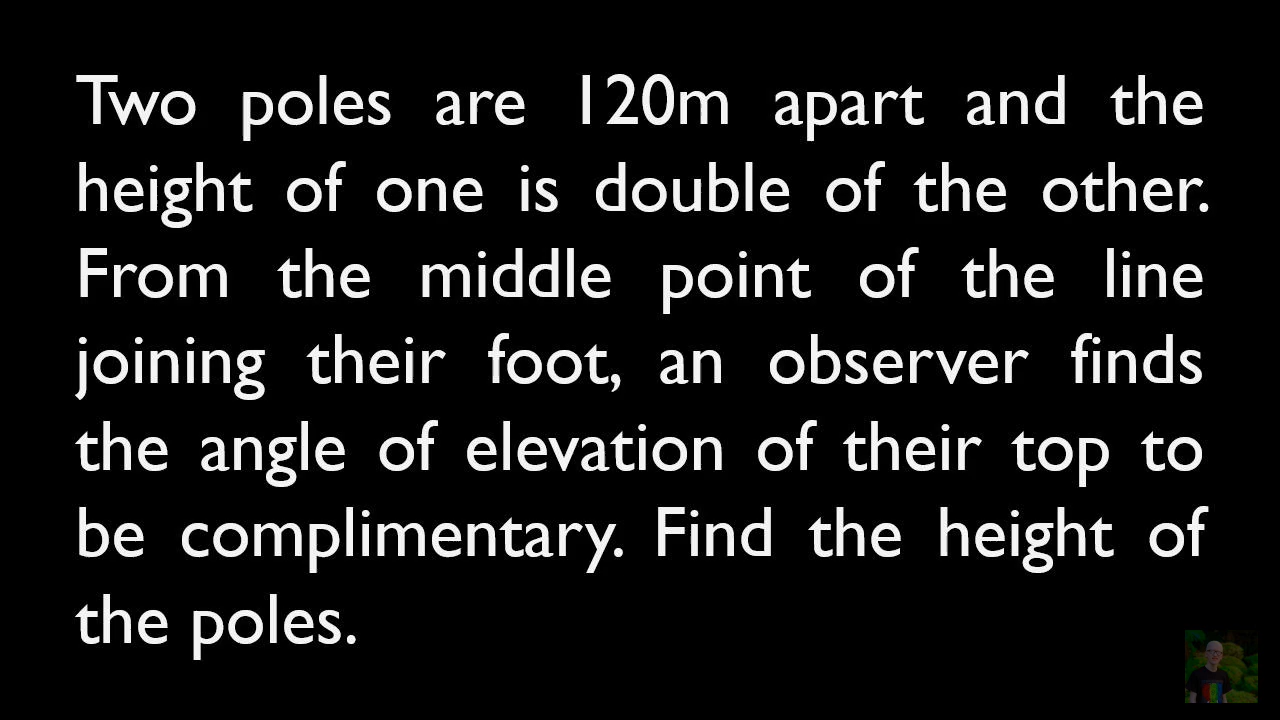 Two poles are 120m apart and the
height of one is double of the other.
From the middle point of the line
joining their foot, an observer finds
the angle of elevation of their top to
be complimentary. Find the height of
the poles.